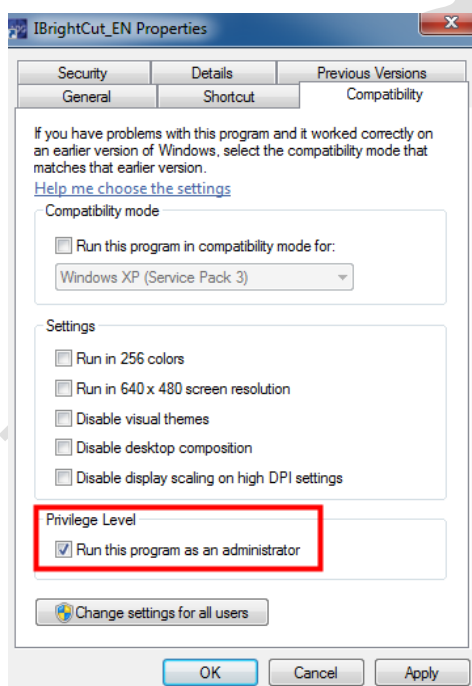 IBrightCut_EN Properties
Security Details Previous Versions
General Shortcut Compatibility
If you have problems with this program and it worked correctly on
an earlier version of Windows, select the compatibility mode that
matches that earlier version.
Help me choose the settings
Compatibility mode
Run this program in compatibility mode for:
Windows XP (Service Pack 3)
Settings
Run in 256 colors
Run in 640 x 480 screen resolution
Disable visual themes
Disable desktop composition
Disable display scaling on high DPI settings
Privilege Level
Run this program as an administrator
Change settings for all users
OK Cancel Apply